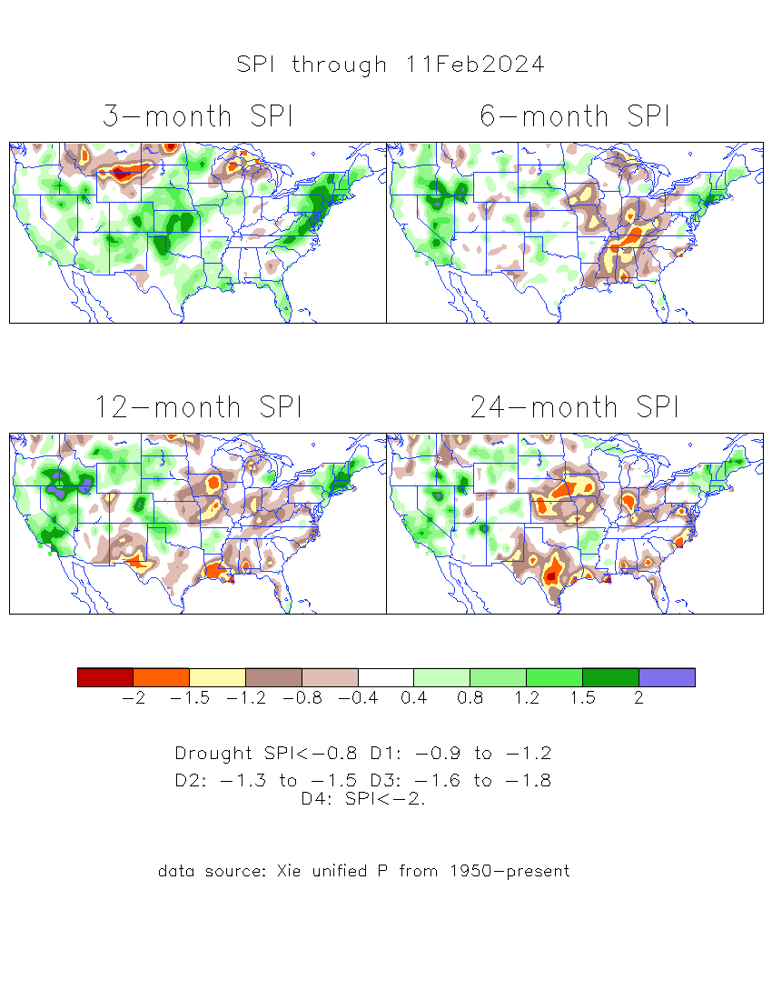 SPI through 11Feb2024
3-month SPI 6-month SPI
12-month SPI 24-month SPI
-2 -1.5 -1.2 -0.8 -0.4 0.4 0.8 1.2 1.5 2
Drought SPI<-0.8 D1: -0.9 to -1.2
D2: -1.3 to -1.5 D3: -1.6 to -1.8
D4: SPI<-2.
data source: Xie unified P from 1950-present